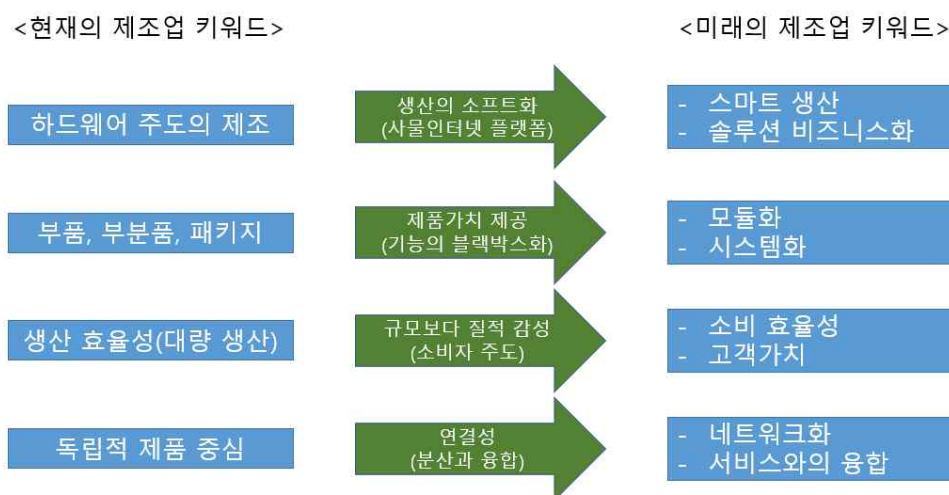 <현재의 제조업 키워드>
<미래의 제조업 키워드>
하드웨어 주도의 제조
생산의 소프트화
(사물인터넷 플랫폼)
- 스마트 생산
- 솔루션 비즈니스화
부품, 부분품, 패키지
제품가치 제공
(기능의 블랙박스화)
- 모듈화
- 시스템화
생산 효율성(대량 생산)
규모보다 질적 감성
(소비자 주도)
- 소비 효율성
- 고객가치
독립적 제품 중심
연결성
(분산과 융합)
- 네트워크화
- 서비스와의 융합